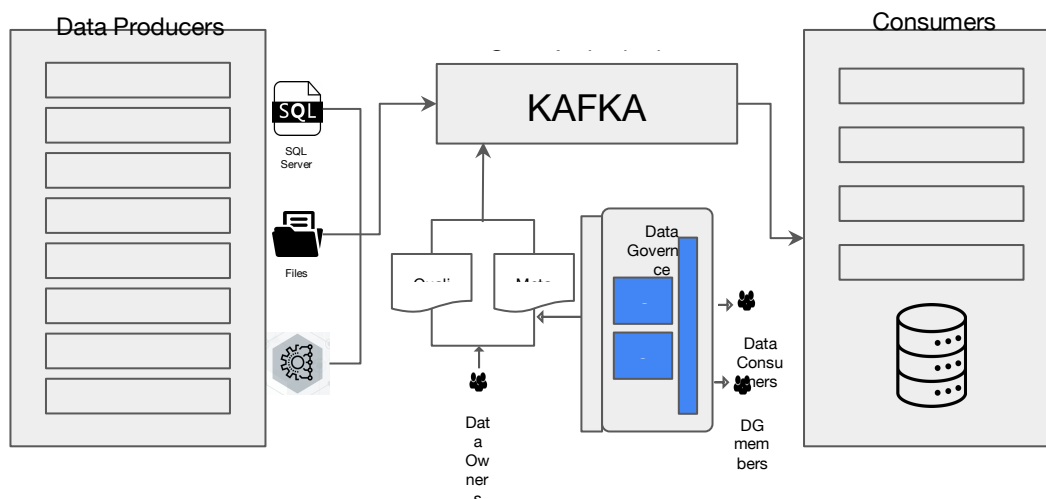 Data Producers
Consumers
SQL
SQL
Server
KAFKA
Files
Data
Govern
ce
-
-
Data
Consu
mers
DG
mem
bers
Dat
a
Ow
ner
s